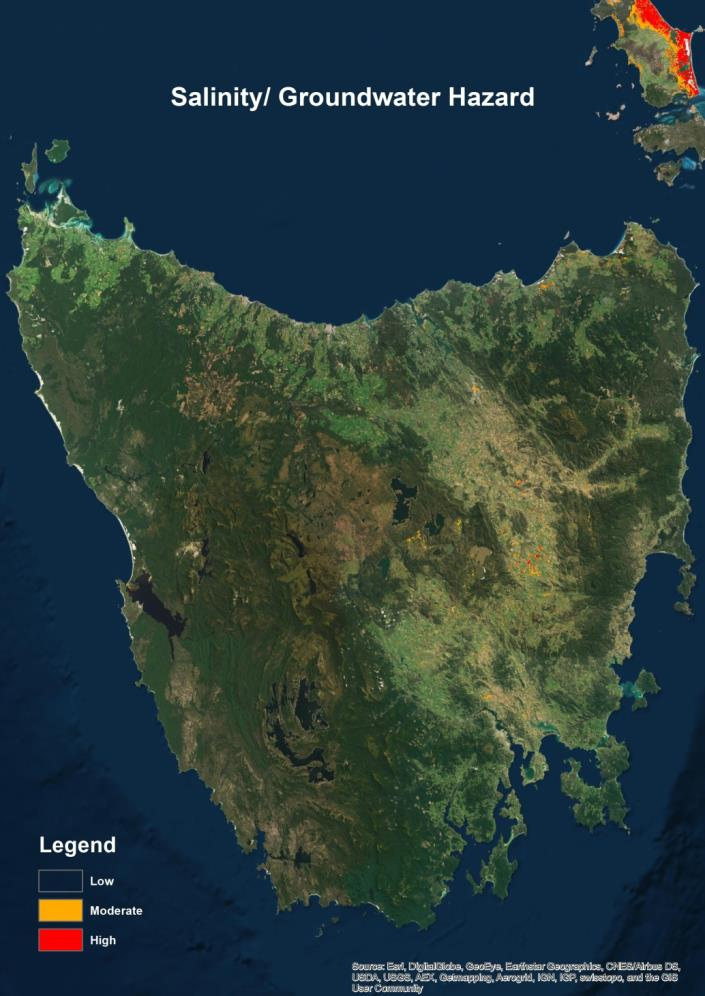 Salinity/ Groundwater Hazard
Legend
Low
Moderate
High
Source: Esri, DigitalGlobe, GeoEye, Earthstar Geographics, CNES/Airbus DS,
USDA, USGS, AEX, Getmapping, Aerogrid, IGN, IGP, swisstopo, and the GIS
User Community